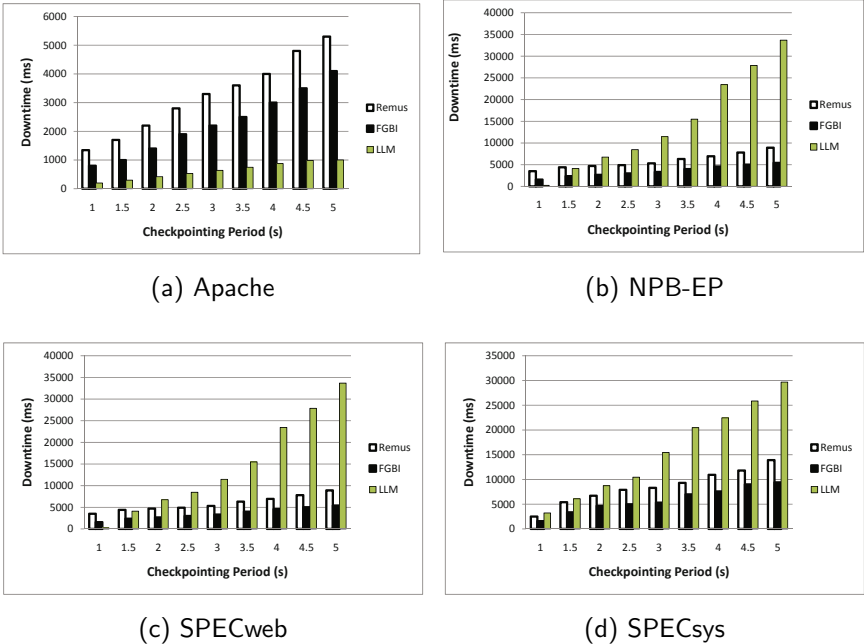 6000
5000
4000
3000
2000
1000
0
Downtime (ms)
1 1.5 2 2.5 3 3.5 4 4.5 5
Checkpointing Period (s)
Remus
FGBI
LLM
(a) Apache
40000
35000
30000
25000
20000
15000
10000
5000
0
Downtime (ms)
1 1.5 2 2.5 3 3.5 4 4.5 5
Checkpointing Period (s)
Remus
FGBI
LLM
(b) NPB-EP
40000
35000
30000
25000
20000
15000
10000
5000
0
Downtime (ms)
1 1.5 2 2.5 3 3.5 4 4.5 5
Checkpointing Period (s)
Remus
FGBI
LLM
(c) SPECweb
35000
30000
25000
20000
15000
10000
5000
0
Downtime (ms)
1 1.5 2 2.5 3 3.5 4 4.5 5
Checkpointing Period (s)
Remus
FGBI
LLM
(d) SPECsys